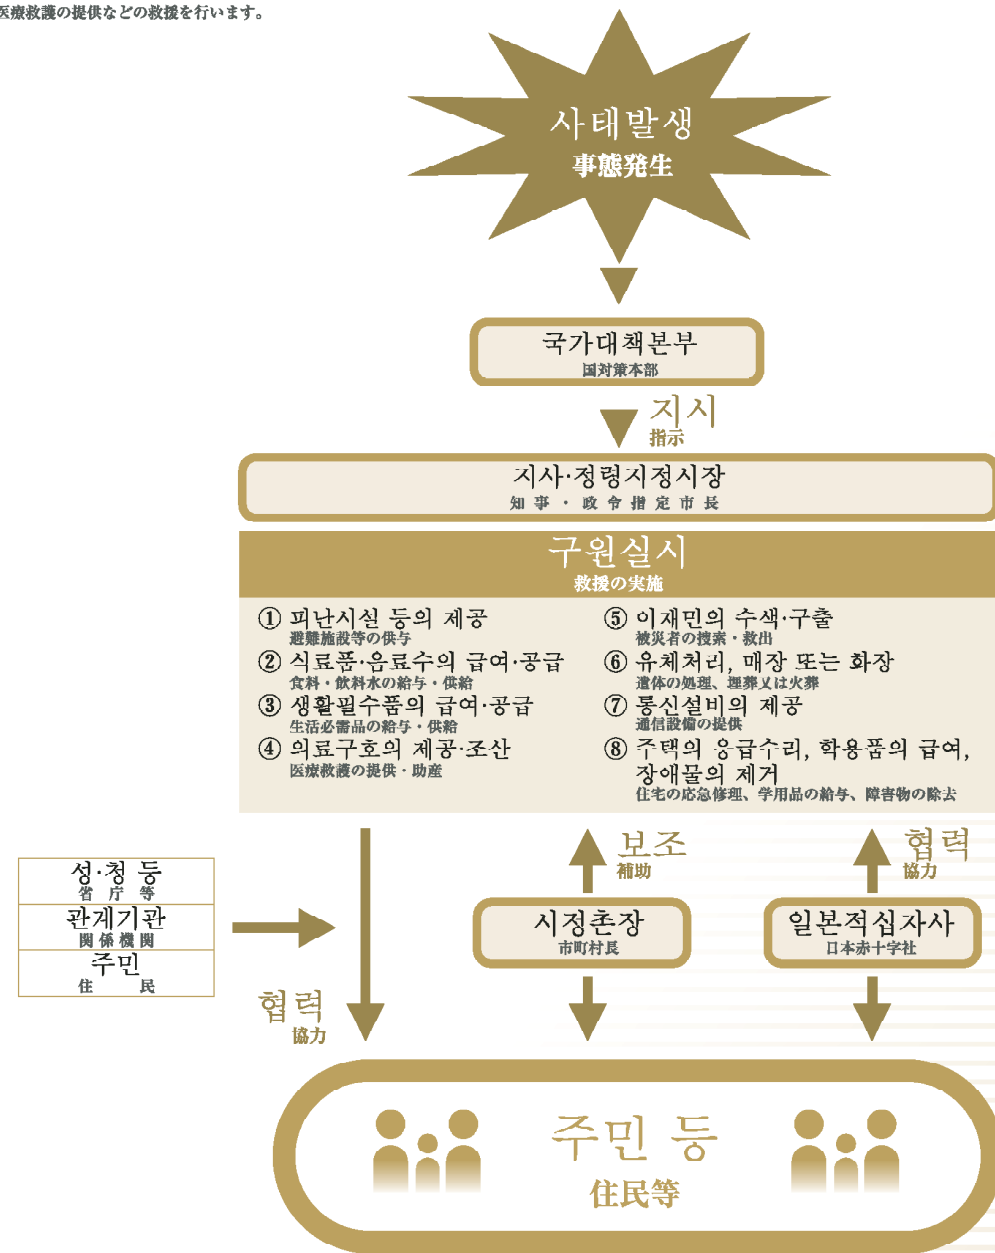 医療救護の提供などの救援を行います。
사태발생
事態発生
국가대책본부
国対策本部
지시
指示
지사·정령지정시장
知事・政令指定市長
구원실시
救援の実施
① 피난시설 등의 제공
避難施設等の供与
② 식료품·음료수의 급여·공급
食料・飲料水の給与・供給
③ 생활필수품의 급여·공급
生活必需品の給与・供給
④ 의료구호의 제공·조산
医療救護の提供・助産
⑤ 이재민의 수색·구출
被災者の捜索・救出
⑥ 유체처리, 매장 또는 화장
遺体の処理、埋葬又は火葬
⑦ 통신설비의 제공
通信設備の提供
⑧ 주택의 응급수리, 학용품의 급여,
장애물의 제거
住宅の応急修理、学用品の給与、障害物の除去
보조
補助
협력
協力
성·청 등
省庁等
관계기관
関係機関
주민
住民
시정촌장
市町村長
일본적십자사
日本赤十字社
협력
協力
주민 등
住民等